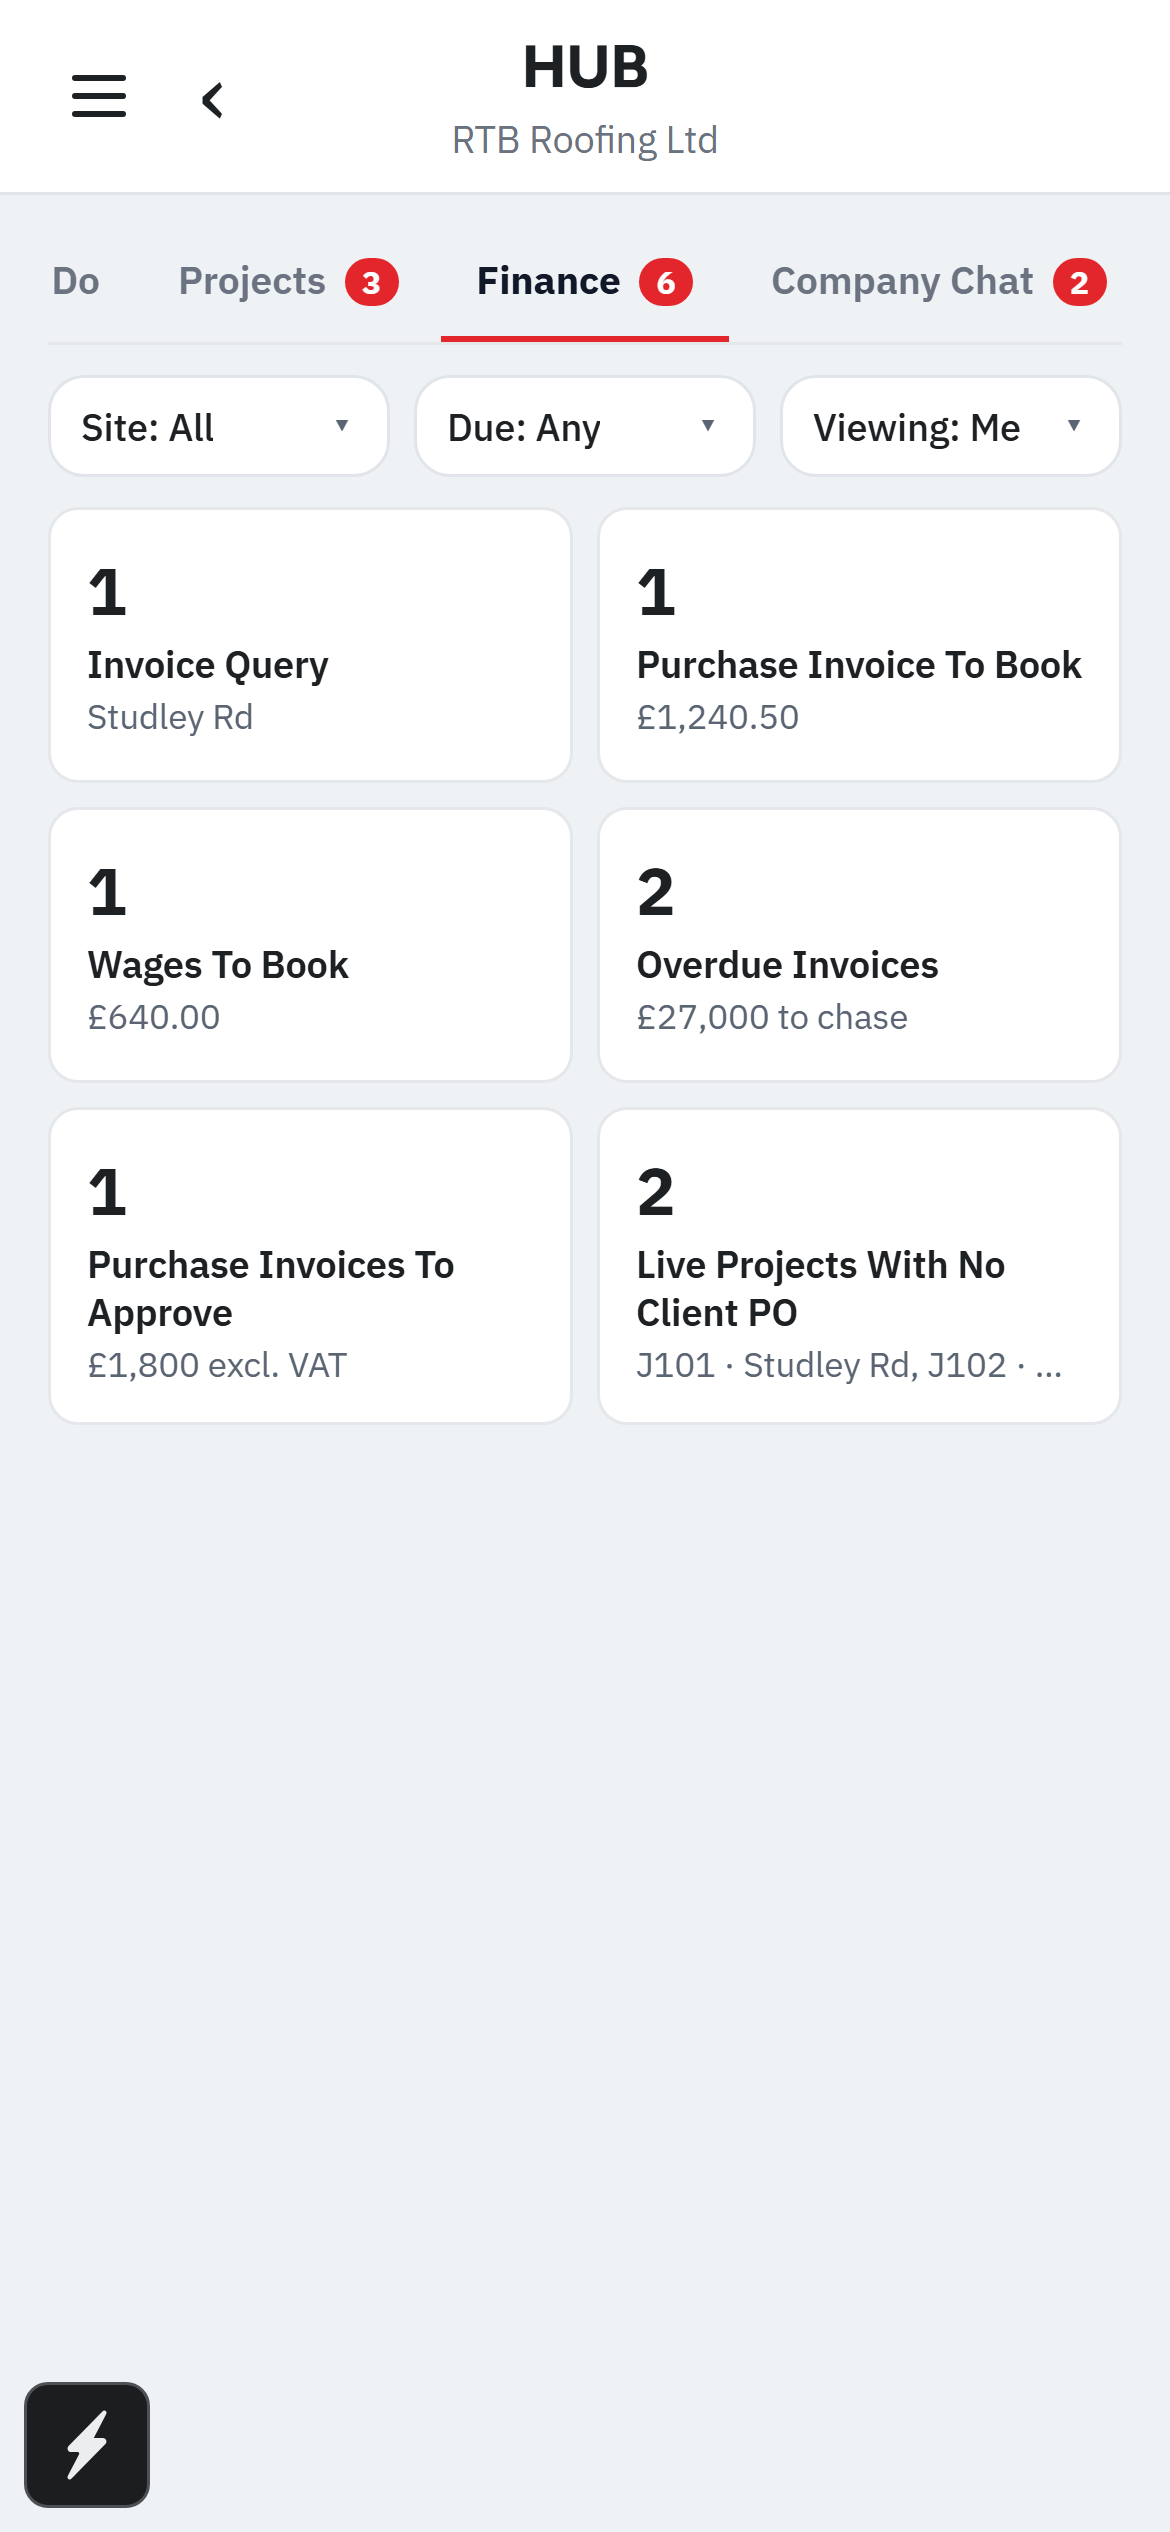 HUB
RTB Roofing Ltd
Do Projects 3 Finance 6 Company Chat 2
Site: All ▼ Due: Any ▼ Viewing: Me ▼
1
Invoice Query
Studley Rd
1
Purchase Invoice To Book
£1,240.50
1
Wages To Book
£640.00
2
Overdue Invoices
£27,000 to chase
1
Purchase Invoices To
Approve
£1,800 excl. VAT
2
Live Projects With No
Client PO
J101 · Studley Rd, J102 · ...